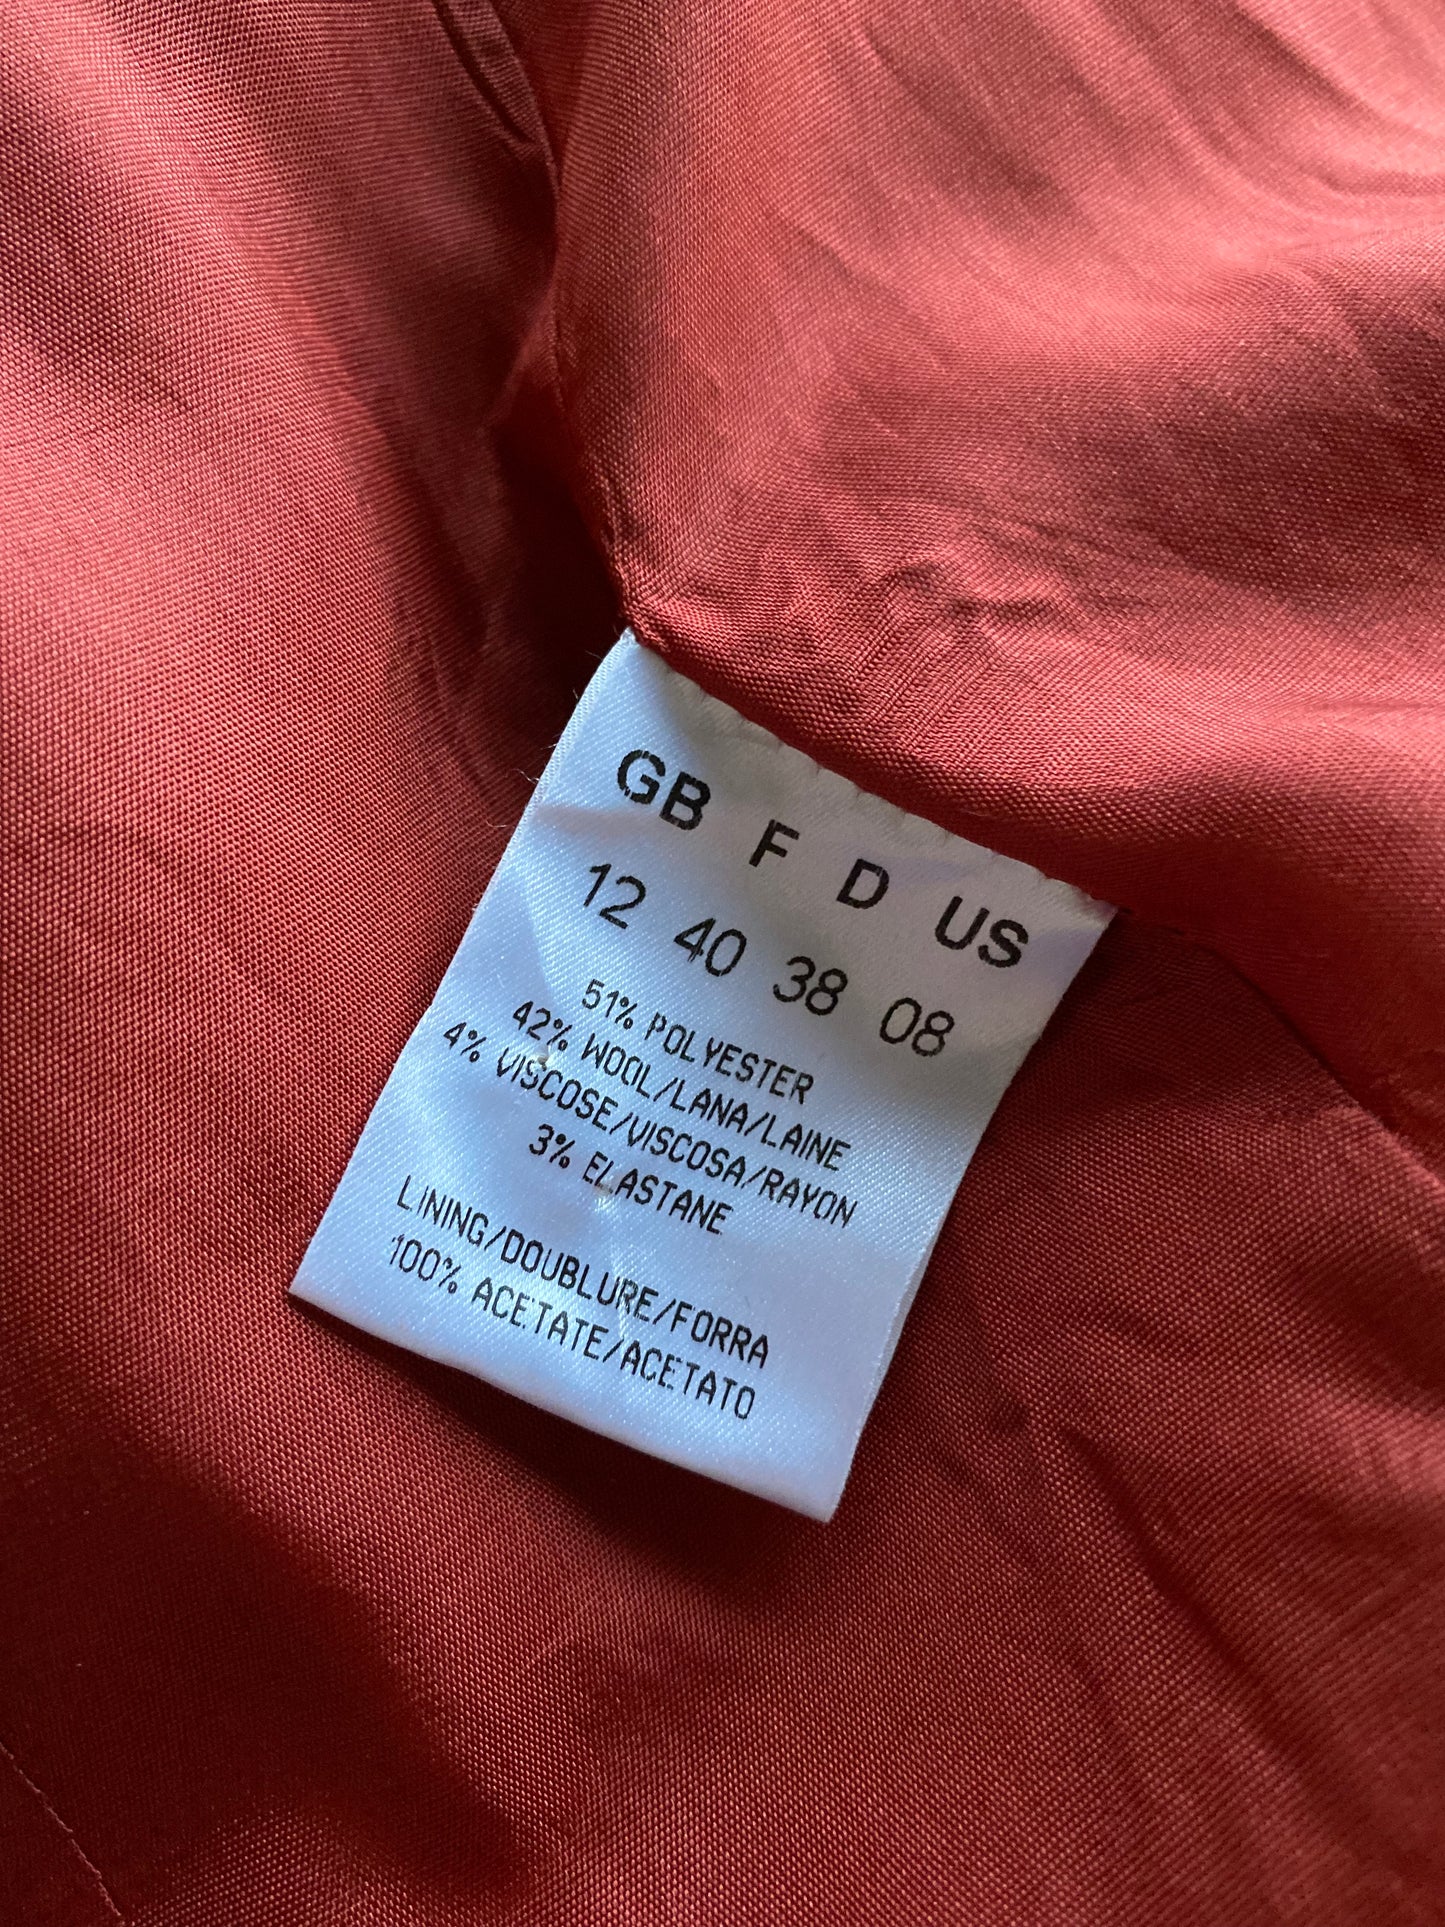 GB F D US
12 40 38 08
51% POLYESTER
42% WOOL/LANA/LAINE
4% VISCOSE/VISCOSA/RAYON
3% ELASTANE
LINING/DOUBLURE/FORRA
100% ACETATE/ACETATO